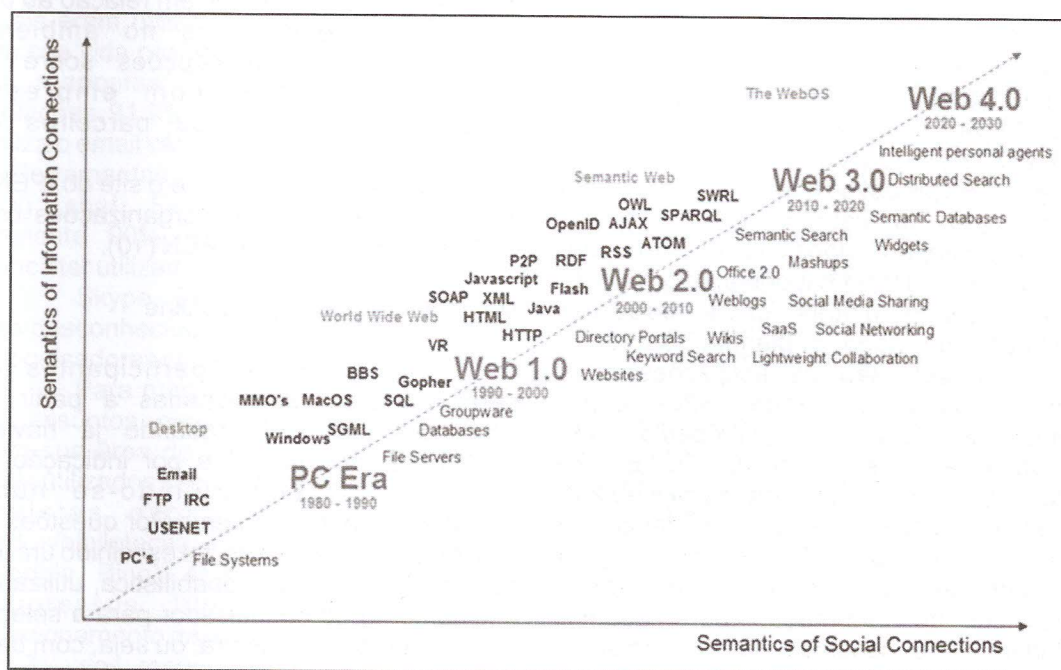 Semantics of Information Connections
The WebOS
Web 4.0
2020 - 2030
Intelligent personal agents
Semantic Web
Web 3.0
Distributed Search
2010 - 2020
SWRL
OWL
SPARQL
OpenID
AJAX
Semantic Databases
ATOM
Semantic Search
Widgets
RSS
P2P
RDF
Mashups
Javascript
Web 2.0
Office 2.0
Flash
2000 - 2010
SOAP
XML
Java
Weblogs
Social Media Sharing
World Wide Web
HTML
HTTP
Directory Portals
Wikis
SaaS
Social Networking
VR
Keyword Search
Lightweight Collaboration
BBS
Gopher
Web 1.0
Websites
1990 - 2000
MMO's
MacOS
SQL
Groupware
Desktop
Windows
SGML
Databases
File Servers
Email
PC Era
1980 - 1990
FTP
IRC
USENET
PC's
File Systems
Semantics of Social Connections